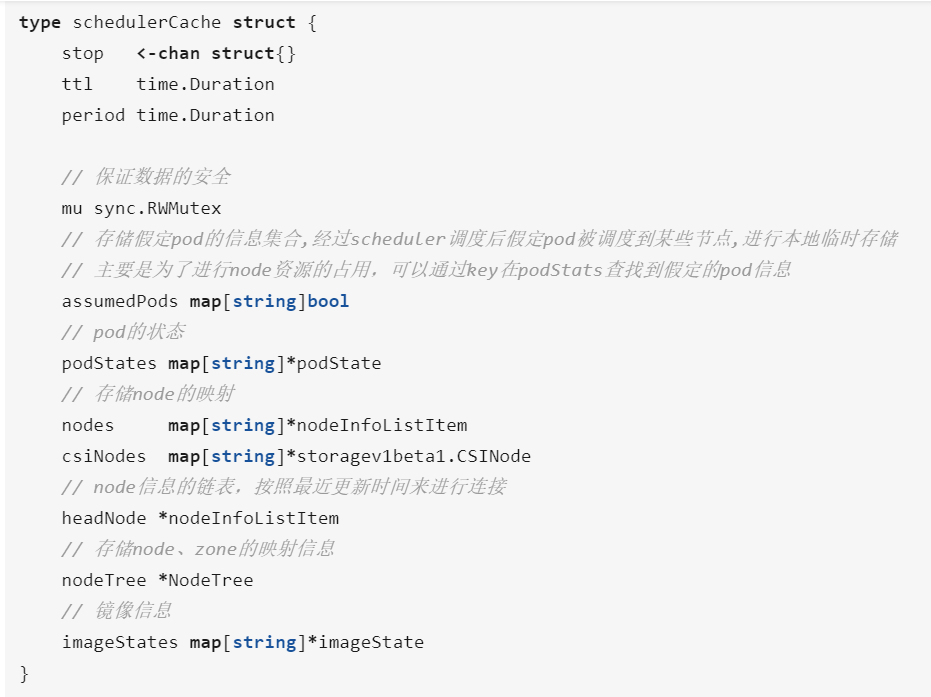 type schedulerCache struct {
    stop   <-chan struct{}
    ttl    time.Duration
    period time.Duration

    // 保证数据的安全
    mu sync.RWMutex
    // 存储假定pod的信息集合,经过scheduler调度后假定pod被调度到某些节点,进行本地临时存储
    // 主要是为了进行node资源的占用，可以通过key在podStats查找到假定的pod信息
    assumedPods map[string]bool
    // pod的状态
    podStates map[string]*podState
    // 存储node的映射
    nodes     map[string]*nodeInfoListItem
    csiNodes  map[string]*storagev1beta1.CSINode
    // node信息的链表，按照最近更新时间来进行连接
    headNode *nodeInfoListItem
    // 存储node、zone的映射信息
    nodeTree *NodeTree
    // 镜像信息
    imageStates map[string]*imageState
}